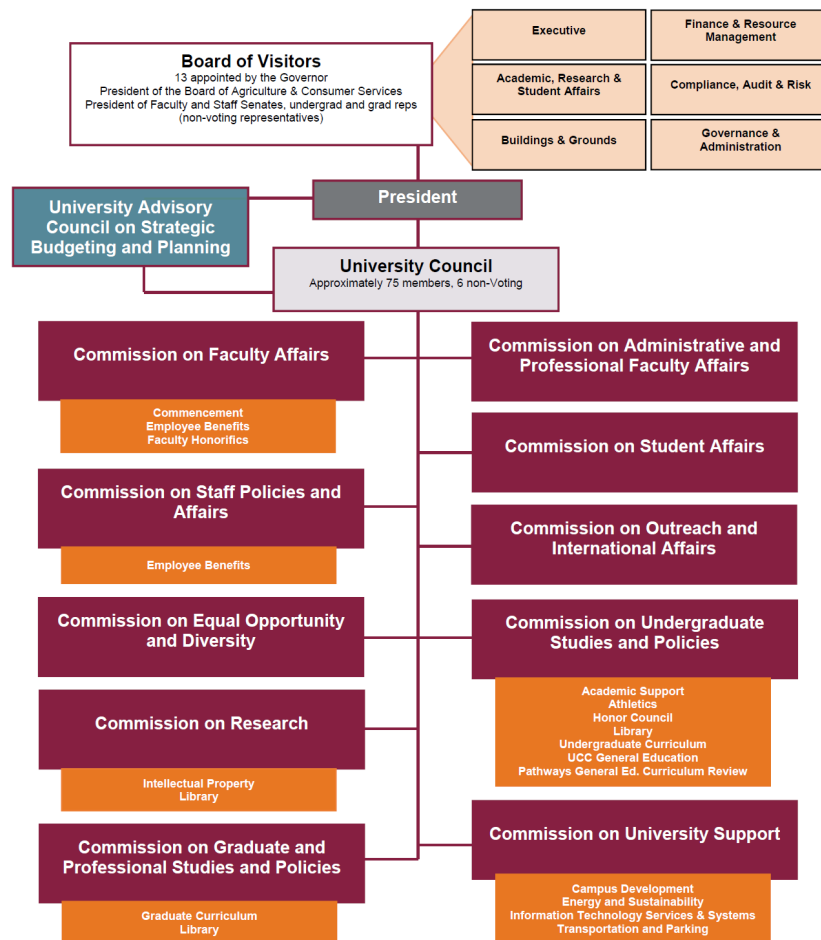 Board of Visitors
13 appointed by the Governor
President of the Board of Agriculture & Consumer Services
President of Faculty and Staff Senates, undergrad and grad reps
(non-voting representatives)
Executive
Finance & Resource
Management
Academic, Research &
Student Affairs
Compliance, Audit & Risk
Buildings & Grounds
Governance &
Administration
President
University Advisory
Council on Strategic
Budgeting and Planning
University Council
Approximately 75 members, 6 non-Voting
Commission on Faculty Affairs
Commencement
Employee Benefits
Faculty Honorifics
Commission on Administrative and
Professional Faculty Affairs
Commission on Student Affairs
Commission on Staff Policies and
Affairs
Employee Benefits
Commission on Outreach and
International Affairs
Commission on Equal Opportunity
and Diversity
Commission on Undergraduate
Studies and Policies
Academic Support
Athletics
Honor Council
Library
Undergraduate Curriculum
UCC General Education
Pathways General Ed. Curriculum Review
Commission on Research
Intellectual Property
Library
Commission on Graduate and
Professional Studies and Policies
Graduate Curriculum
Library
Commission on University Support
Campus Development
Energy and Sustainability
Information Technology Services & Systems
Transportation and Parking